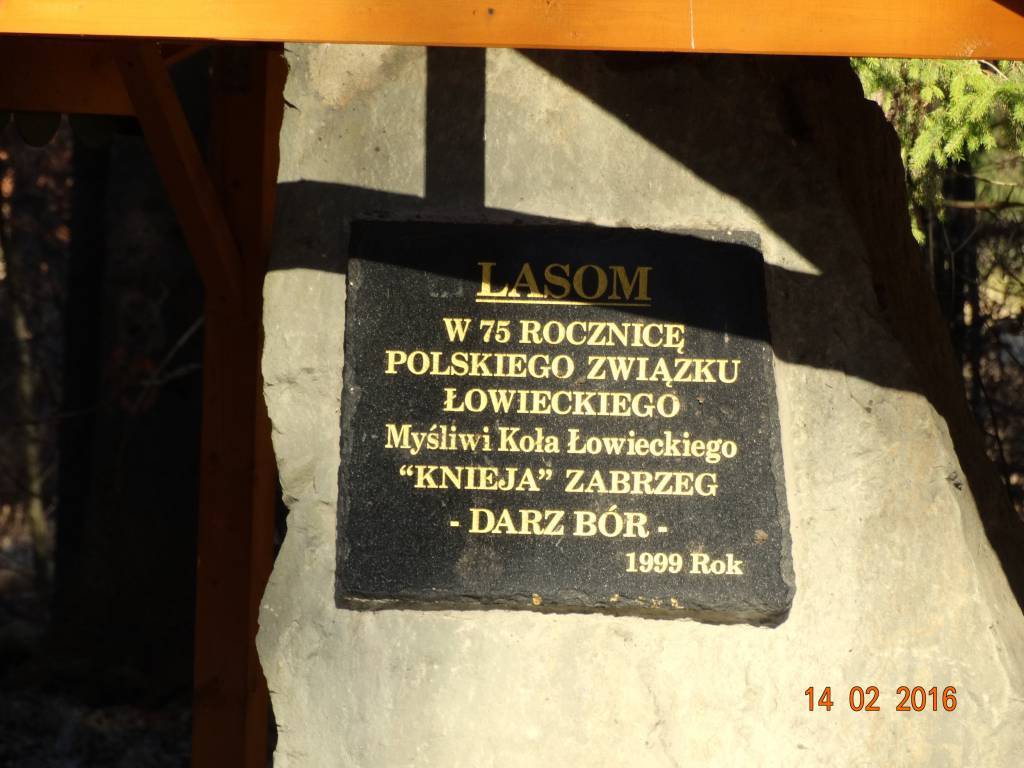 LASOM
W 75 ROCZNICĘ
POLSKIEGO ZWIĄZKU
ŁOWIECKIEGO
Myśliwi Koła Łowieckiego
“KNIEJA” ZABRZEG
- DARZ BÓR -
1999 Rok
14 02 2016